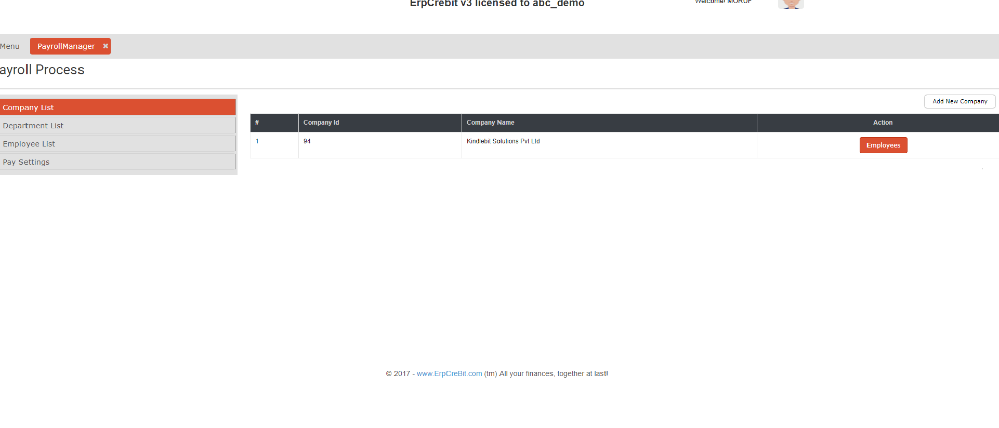 ErpCrebit v3 licensed to abc_demo
Welcome! MORUF
Menu
PayrollManager ✖
ayroll Process
Company List
Department List
Employee List
Pay Settings
Add New Company
# Company Id Company Name Action
1 94 Kindlebit Solutions Pvt Ltd Employees
© 2017 - www.ErpCreBit.com (tm) All your finances, together at last!